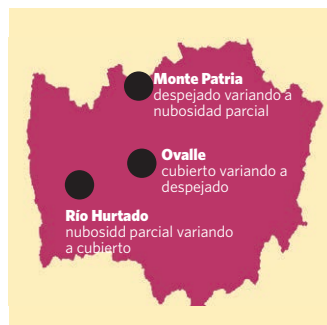 Monte Patria
despejado variando a
nubosidad parcial
Ovalle
cubierto variando a
despejado
Río Hurtado
nubosidd parcial variando
a cubierto